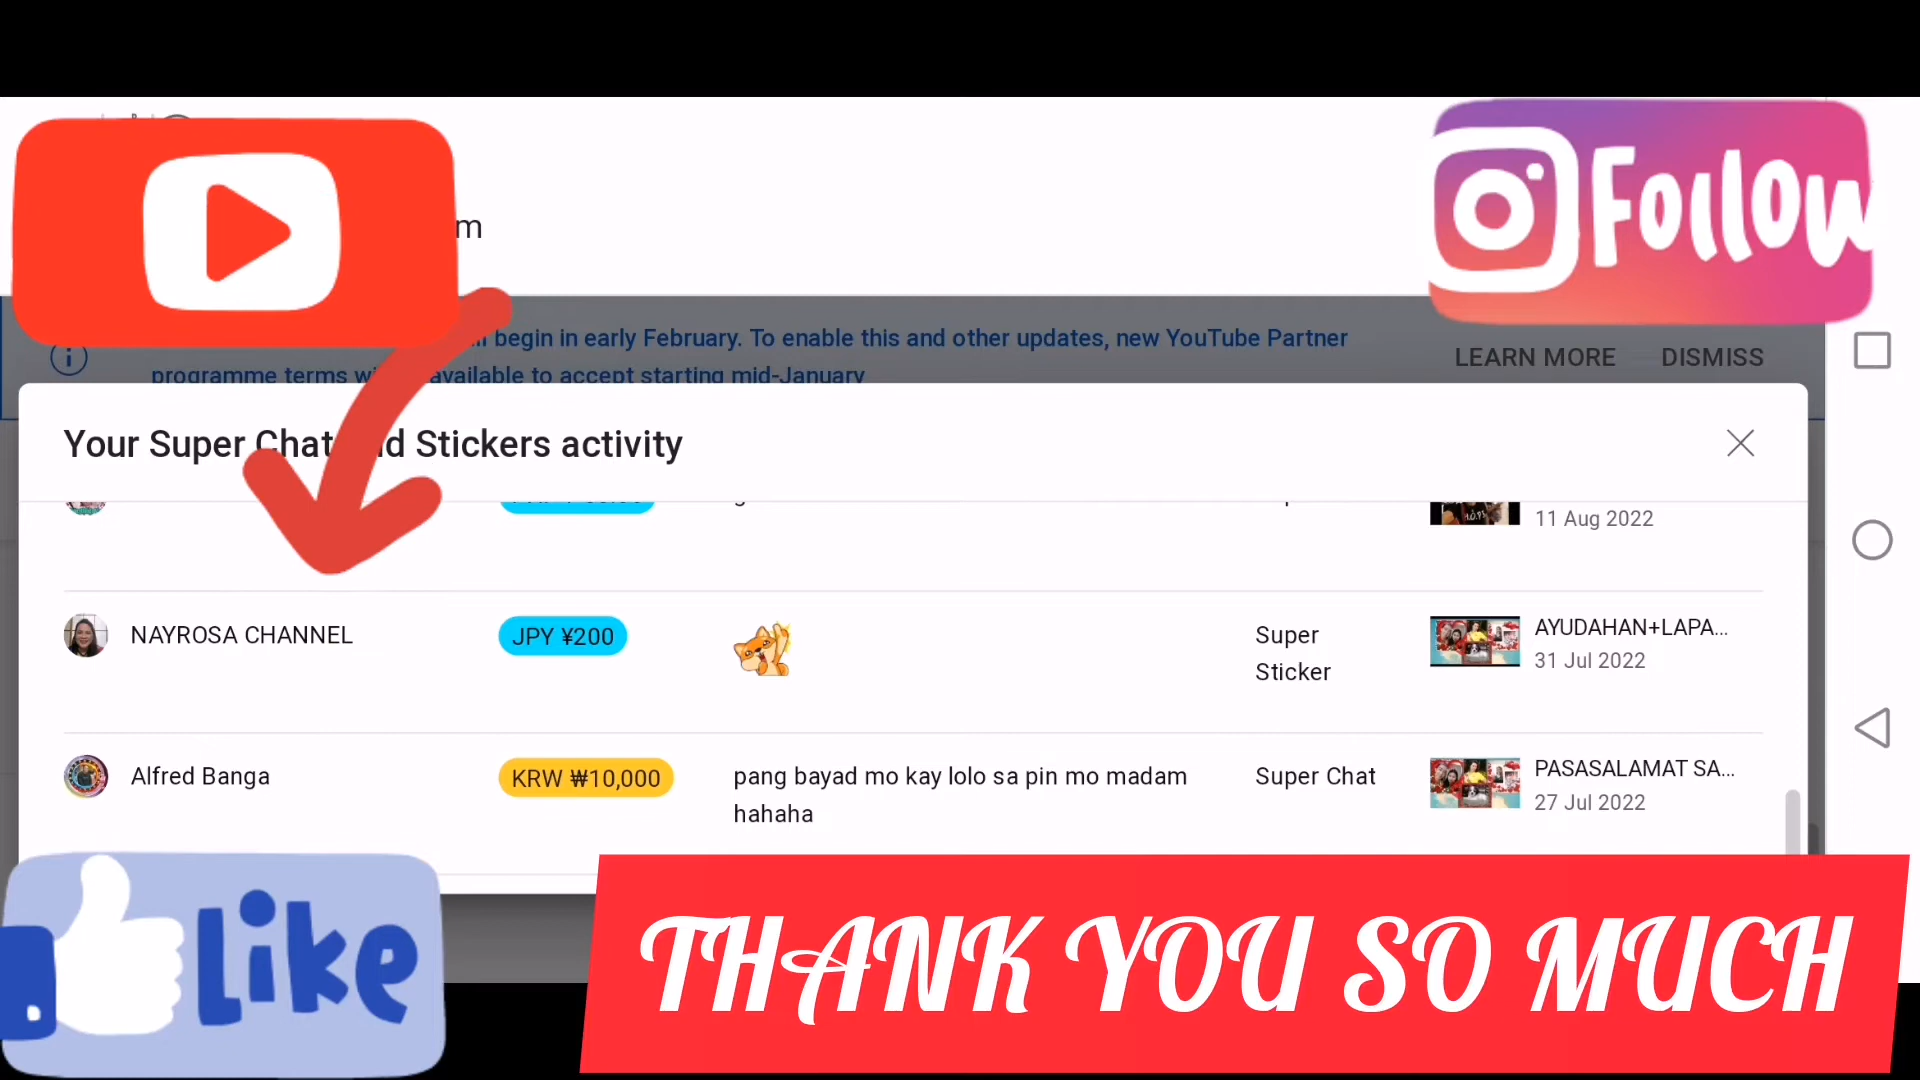 Follow
m
begin in early February. To enable this and other updates, new YouTube Partner
programme terms available to accept starting mid-January
LEARN MORE DISMISS
Your Super Chat Stickers activity
11 Aug 2022
NAYROSA CHANNEL JPY ¥200 Super Sticker AYUDAHAN+LAPA...
31 Jul 2022
Alfred Banga KRW ₩10,000 pang bayad mo kay lolo sa pin mo madam
hahaha
Super Chat PASASALAMAT SA...
27 Jul 2022
Like
THANK YOU SO MUCH